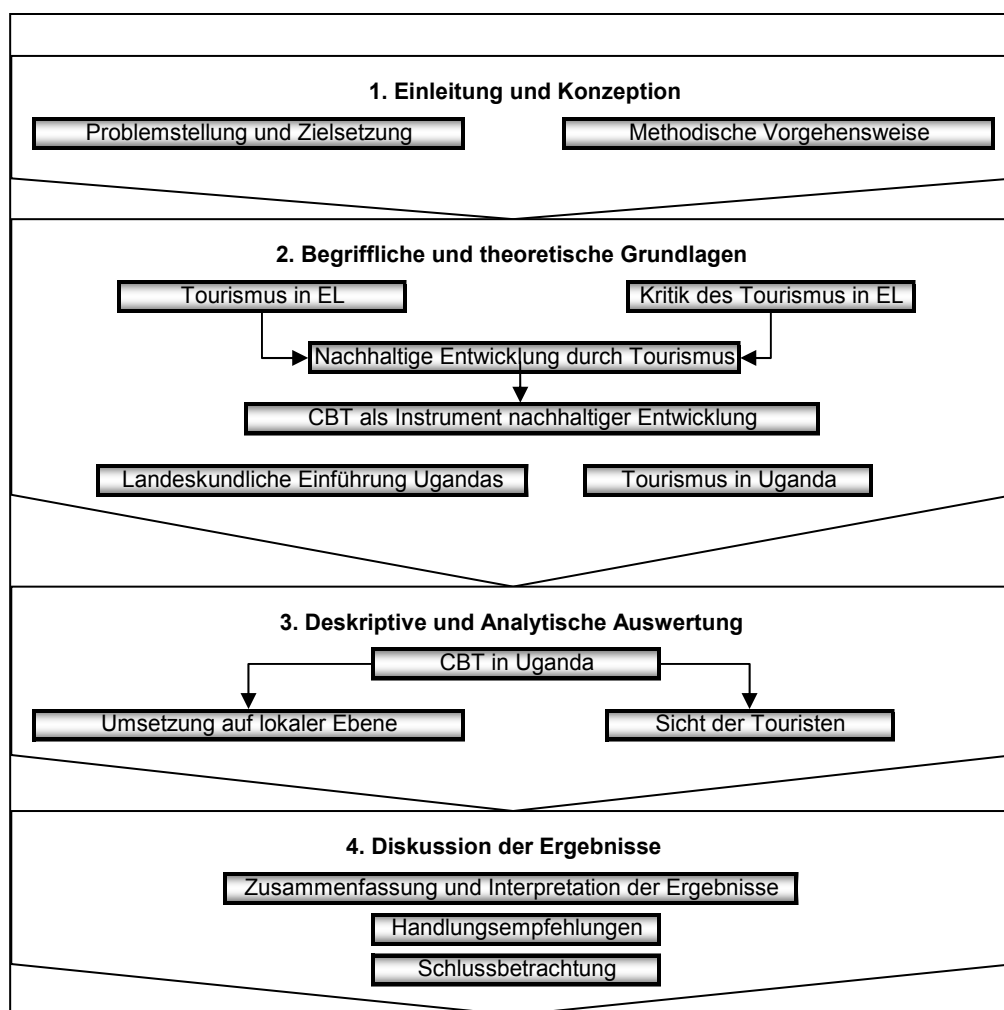 1. Einleitung und Konzeption
Problemstellung und Zielsetzung
Methodische Vorgehensweise
2. Begriffliche und theoretische Grundlagen
Tourismus in EL
Kritik des Tourismus in EL
Nachhaltige Entwicklung durch Tourismus
CBT als Instrument nachhaltiger Entwicklung
Landeskundliche Einführung Ugandas
Tourismus in Uganda
3. Deskriptive und Analytische Auswertung
CBT in Uganda
Umsetzung auf lokaler Ebene
Sicht der Touristen
4. Diskussion der Ergebnisse
Zusammenfassung und Interpretation der Ergebnisse
Handlungsempfehlungen
Schlussbetrachtung